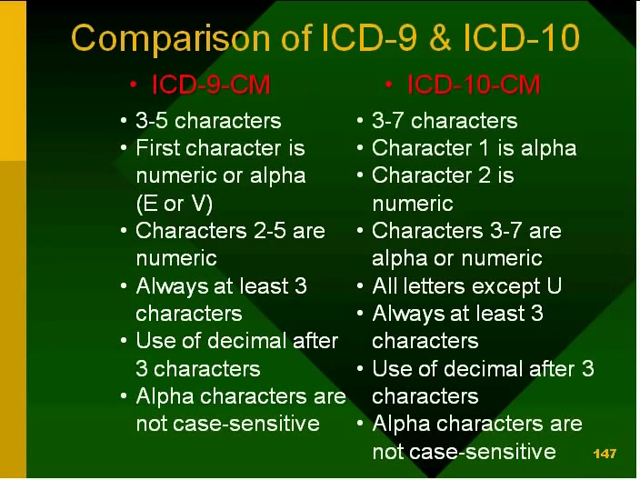 Comparison of ICD-9 & ICD-10
• ICD-9-CM
• 3-5 characters
• First character is
numeric or alpha
(E or V)
• Characters 2-5 are
numeric
• Always at least 3
characters
• Use of decimal after
3 characters
• Alpha characters are
not case-sensitive
• ICD-10-CM
• 3-7 characters
• Character 1 is alpha
• Character 2 is
numeric
• Characters 3-7 are
alpha or numeric
• All letters except U
• Always at least 3
characters
• Use of decimal after 3
characters
• Alpha characters are
not case-sensitive
147